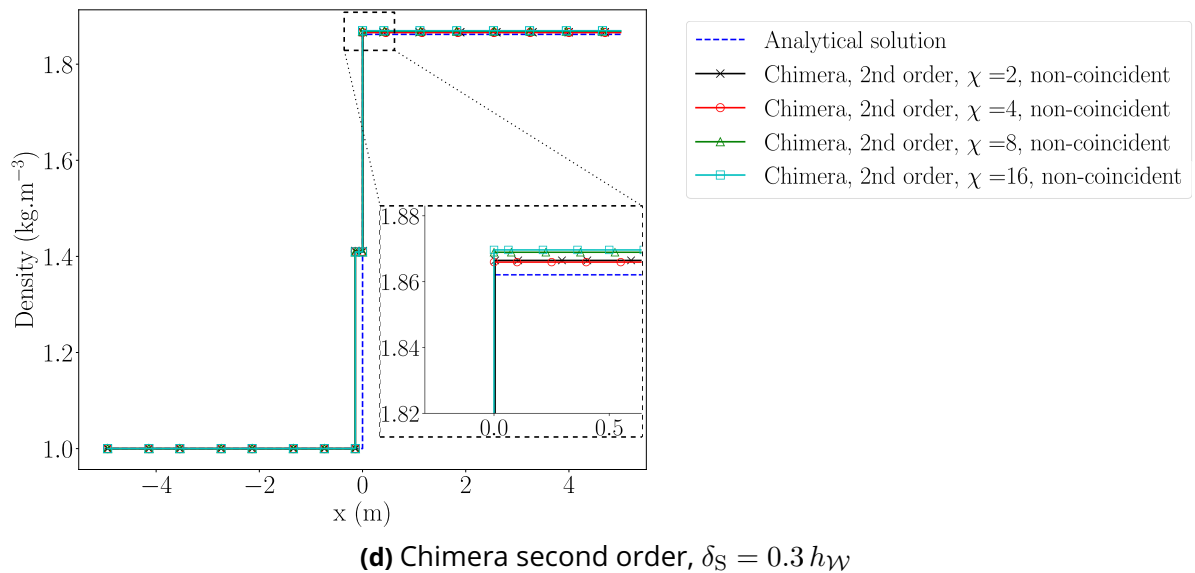 Density (kg.m⁻³)
1.8
1.6
1.4
1.2
1.0
−4 −2 0 2 4
x (m)
1.88
1.86
1.84
1.82
0.0 0.5
Analytical solution
Chimera, 2nd order, χ =2, non-coincident
Chimera, 2nd order, χ =4, non-coincident
Chimera, 2nd order, χ =8, non-coincident
Chimera, 2nd order, χ =16, non-coincident
(d) Chimera second order, δ_S = 0.3 h_𝒲